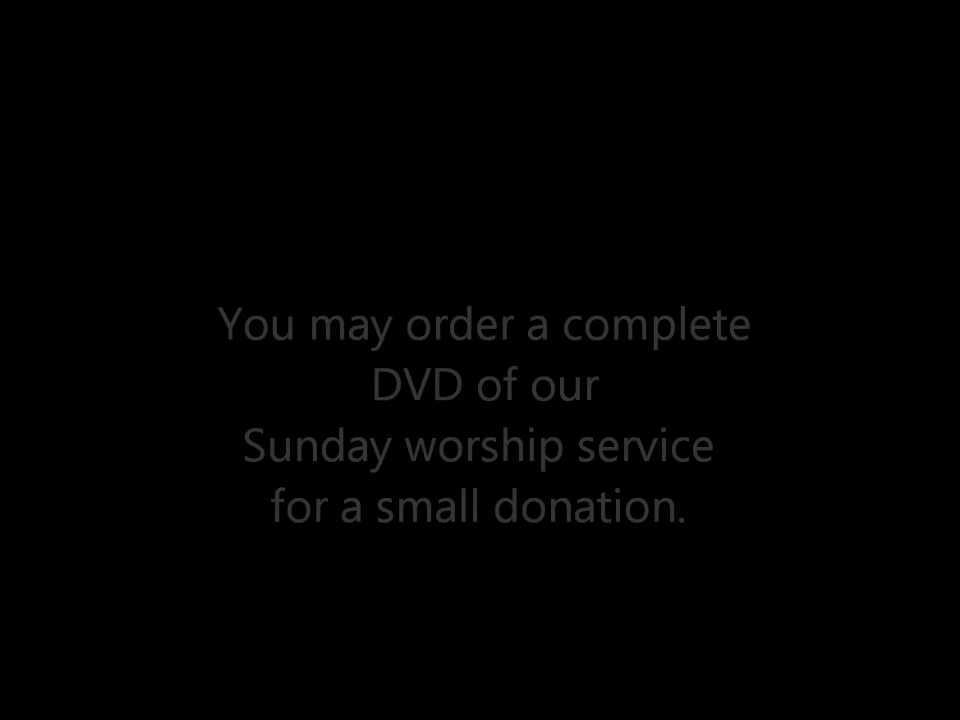 You may order a complete
DVD of our
Sunday worship service
for a small donation.